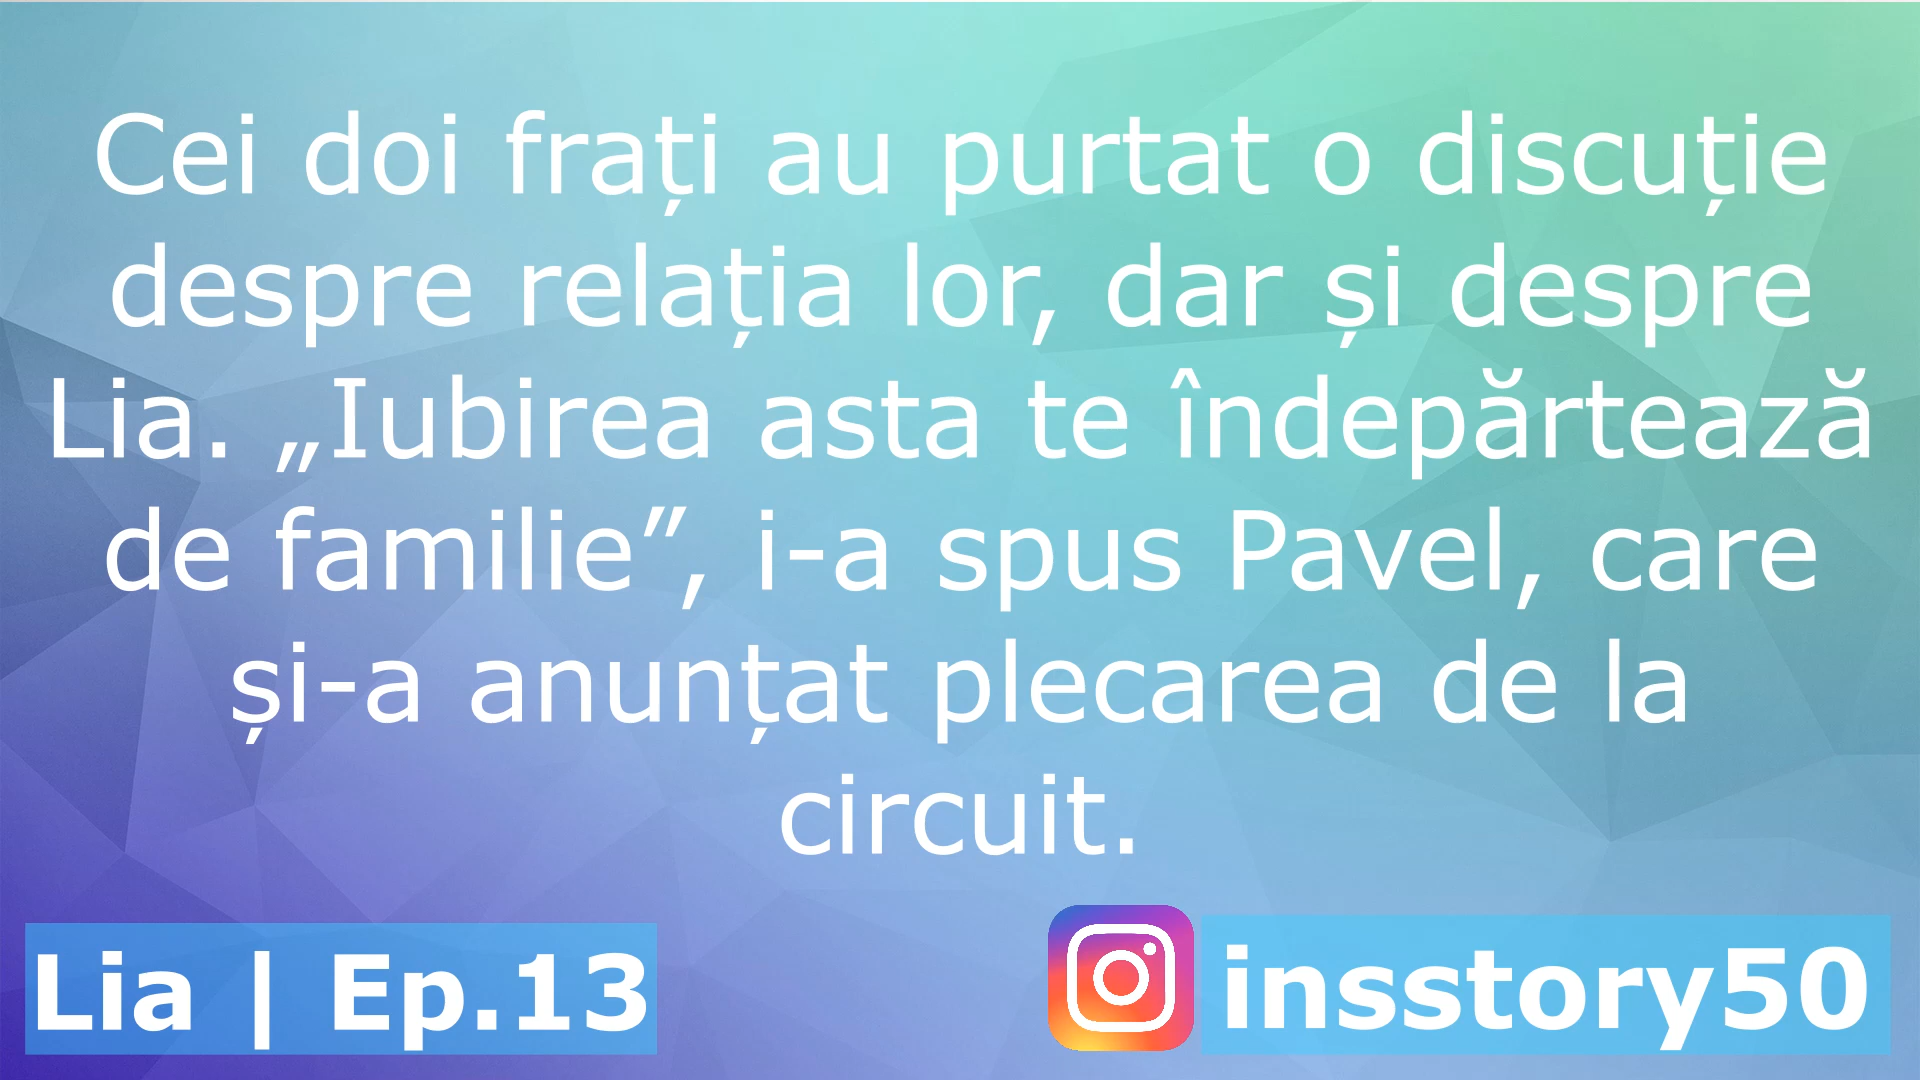 Cei doi frați au purtat o discuție
despre relația lor, dar și despre
Lia. „Iubirea asta te îndepărtează
de familie”, i-a spus Pavel, care
și-a anunțat plecarea de la
circuit.
Lia | Ep.13
insstory50